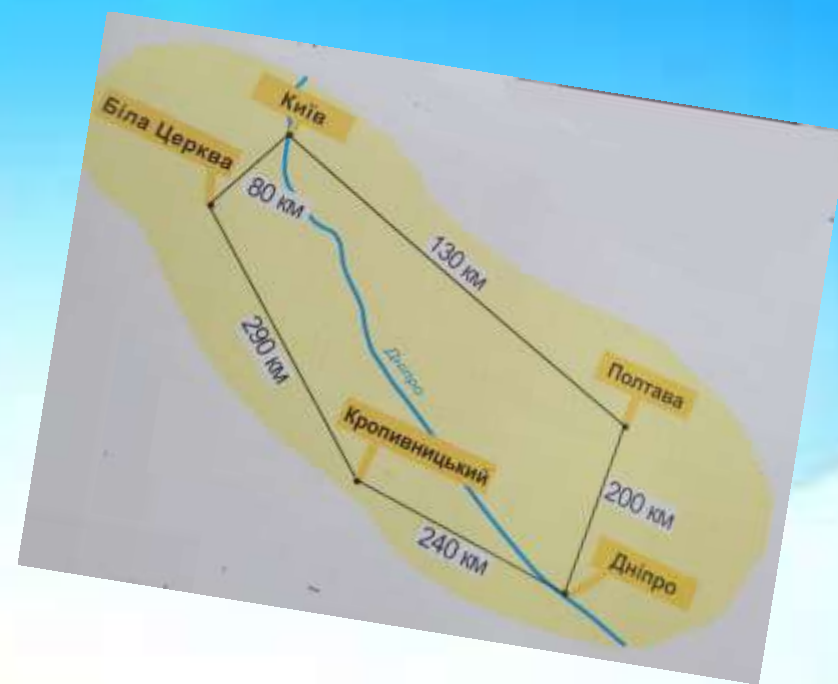 Київ
Біла Церква
80 км
130 км
290 км
Дніпро
Полтава
Кропивницький
200 км
240 км
Дніпро